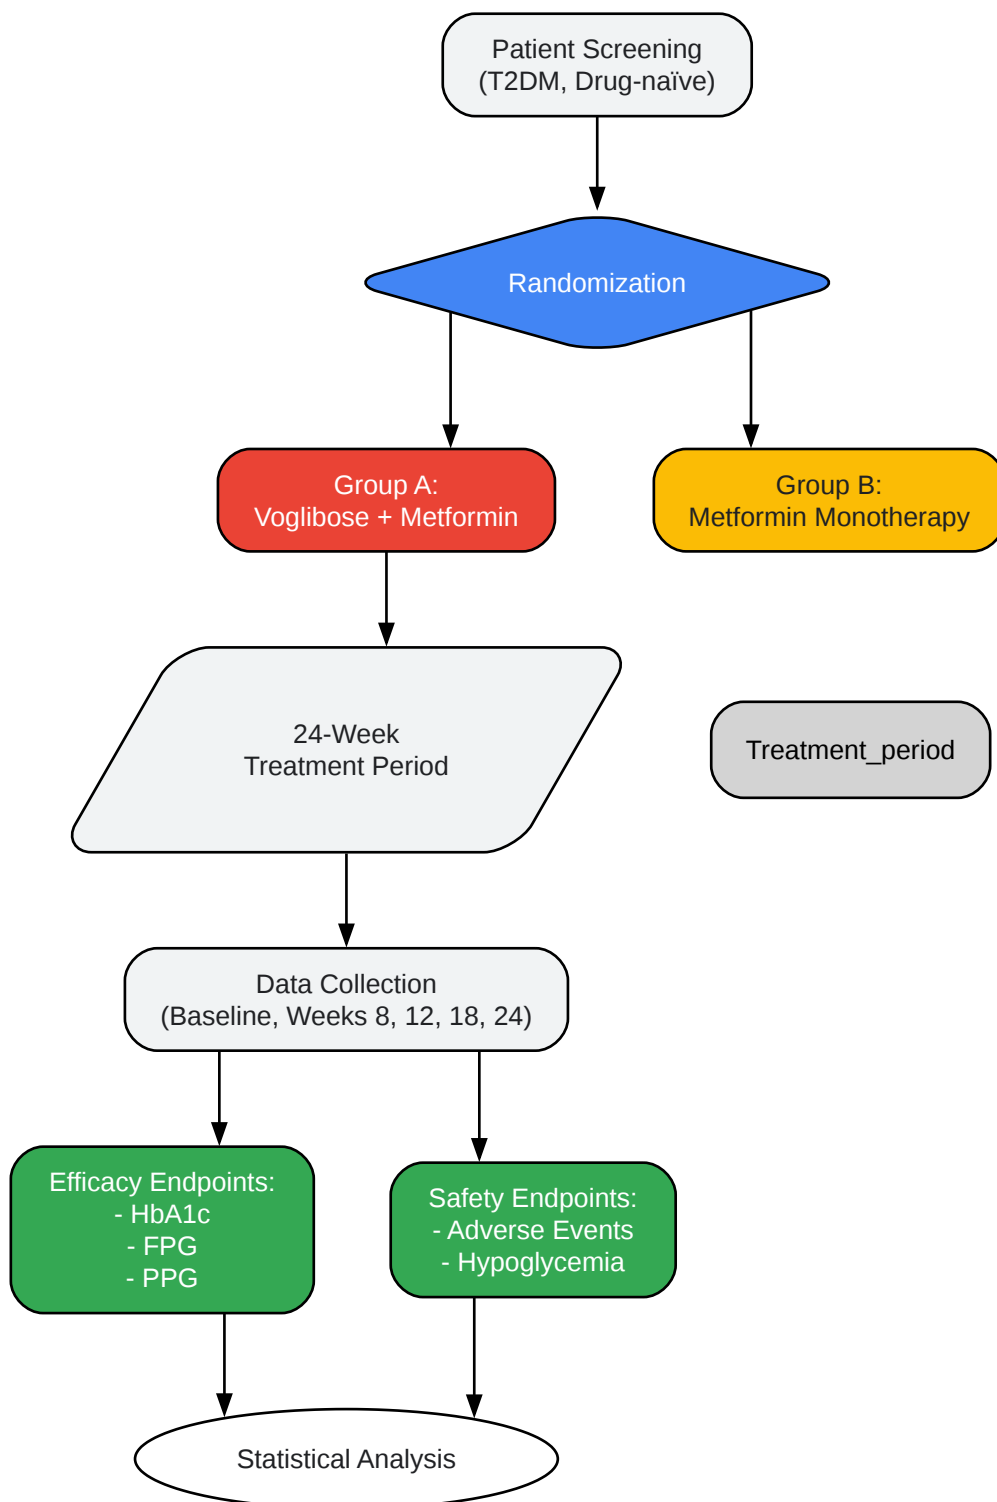 Patient Screening
(T2DM, Drug-naïve)
Randomization
Group A:
Voglibose + Metformin
Group B:
Metformin Monotherapy
24-Week
Treatment Period
Treatment_period
Data Collection
(Baseline, Weeks 8, 12, 18, 24)
Efficacy Endpoints:
- HbA1c
- FPG
- PPG
Safety Endpoints:
- Adverse Events
- Hypoglycemia
Statistical Analysis